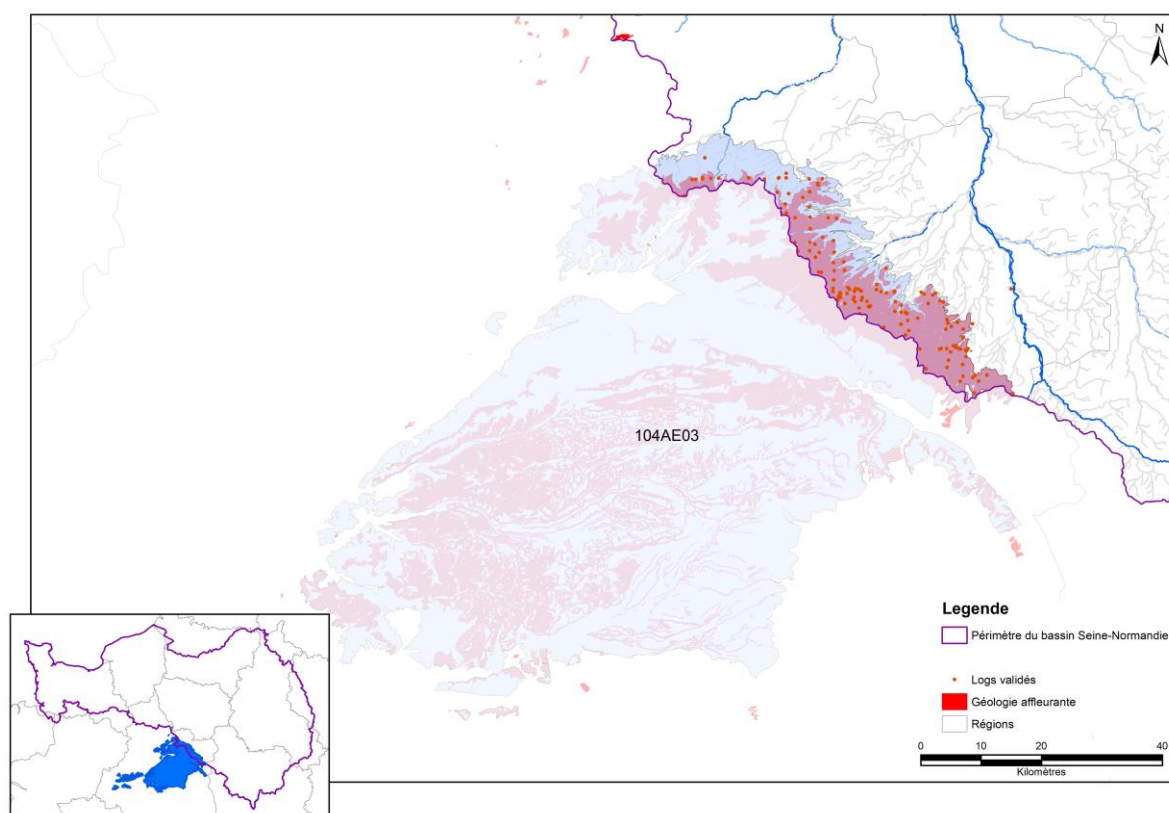 N
104AE03
Legende
Périmètre du bassin Seine-Normandie
Logs validés
Géologie affleurante
Régions
0 10 20 40
Kilomètres